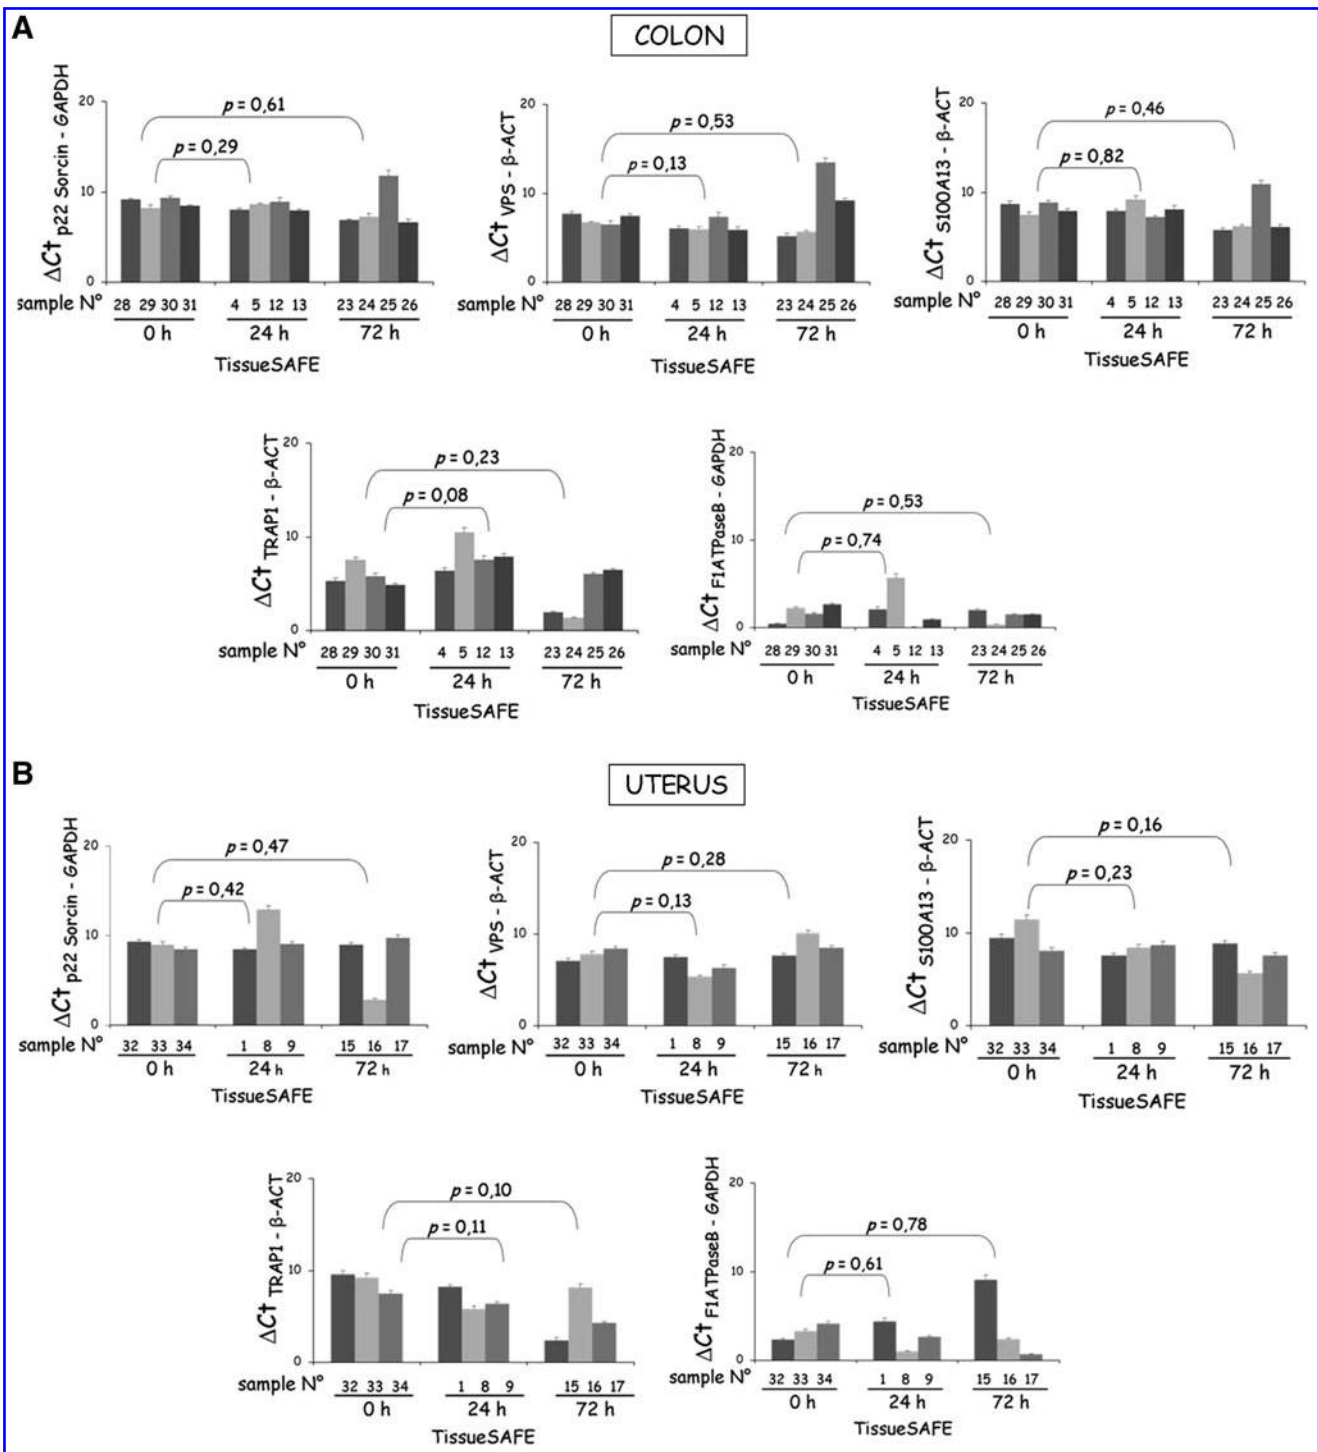 A
COLON
ΔCt p22 Sorcin - GAPDH
20
10
0
p = 0,61
p = 0,29
sample N° 28 29 30 31 4 5 12 13 23 24 25 26
0 h 24 h 72 h
TissueSAFE
ΔCt VPS - β-ACT
20
10
0
p = 0,53
p = 0,13
sample N° 28 29 30 31 4 5 12 13 23 24 25 26
0 h 24 h 72 h
TissueSAFE
ΔCt S100A13 - β-ACT
20
10
0
p = 0,46
p = 0,82
sample N° 28 29 30 31 4 5 12 13 23 24 25 26
0 h 24 h 72 h
TissueSAFE
ΔCt TRAP1 - β-ACT
20
10
0
p = 0,23
p = 0,08
sample N° 28 29 30 31 4 5 12 13 23 24 25 26
0 h 24 h 72 h
TissueSAFE
ΔCt F1ATPaseB - GAPDH
20
10
0
p = 0,53
p = 0,74
sample N° 28 29 30 31 4 5 12 13 23 24 25 26
0 h 24 h 72 h
TissueSAFE
B
UTERUS
ΔCt p22 Sorcin - GAPDH
20
10
0
p = 0,47
p = 0,42
sample N° 32 33 34 1 8 9 15 16 17
0 h 24 h 72 h
TissueSAFE
ΔCt VPS - β-ACT
20
10
0
p = 0,28
p = 0,13
sample N° 32 33 34 1 8 9 15 16 17
0 h 24 h 72 h
TissueSAFE
ΔCt S100A13 - β-ACT
20
10
0
p = 0,16
p = 0,23
sample N° 32 33 34 1 8 9 15 16 17
0 h 24 h 72 h
TissueSAFE
ΔCt TRAP1 - β-ACT
20
10
0
p = 0,10
p = 0,11
sample N° 32 33 34 1 8 9 15 16 17
0 h 24 h 72 h
TissueSAFE
ΔCt F1ATPaseB - GAPDH
20
10
0
p = 0,78
p = 0,61
sample N° 32 33 34 1 8 9 15 16 17
0 h 24 h 72 h
TissueSAFE